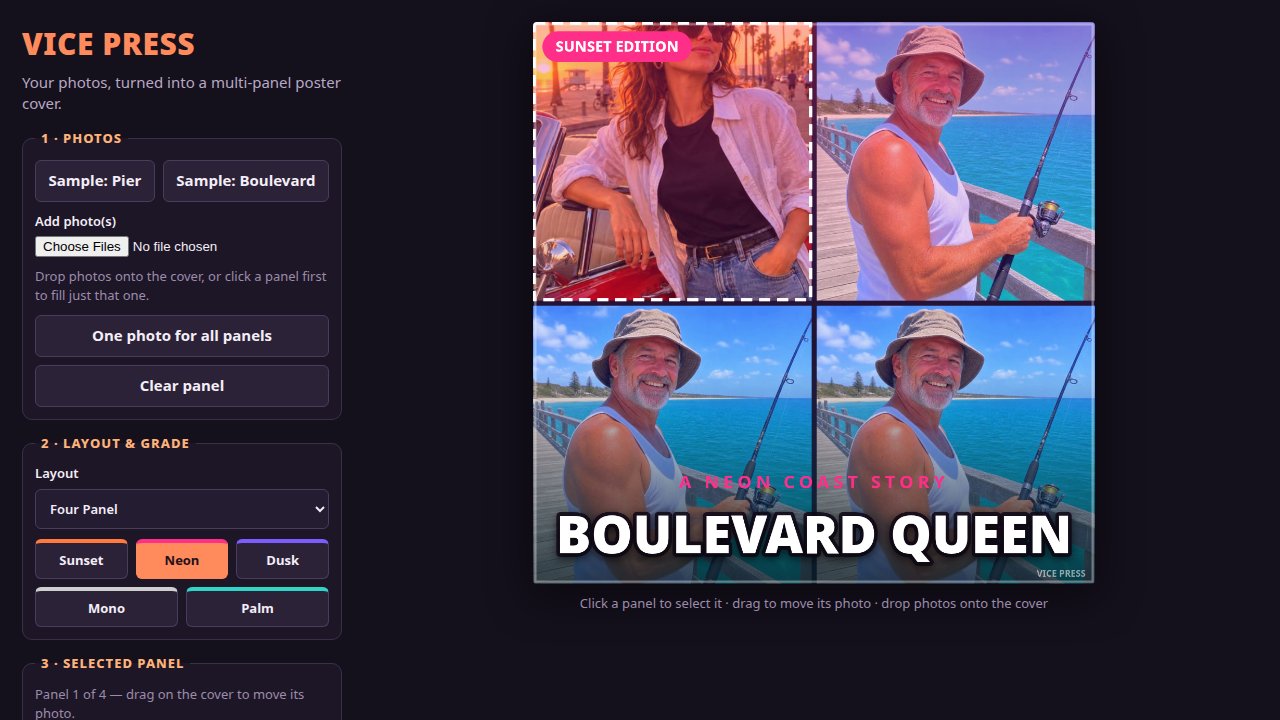 VICE PRESS
Your photos, turned into a multi-panel poster
cover.
1 · PHOTOS
Sample: Pier
Sample: Boulevard
Add photo(s)
Choose Files No file chosen
Drop photos onto the cover, or click a panel first
to fill just that one.
One photo for all panels
Clear panel
2 · LAYOUT & GRADE
Layout
Four Panel
Sunset
Neon
Dusk
Mono
Palm
3 · SELECTED PANEL
Panel 1 of 4 — drag on the cover to move its
photo.
SUNSET EDITION
A NEON COAST STORY
BOULEVARD QUEEN
VICE PRESS
Click a panel to select it · drag to move its photo · drop photos onto the cover